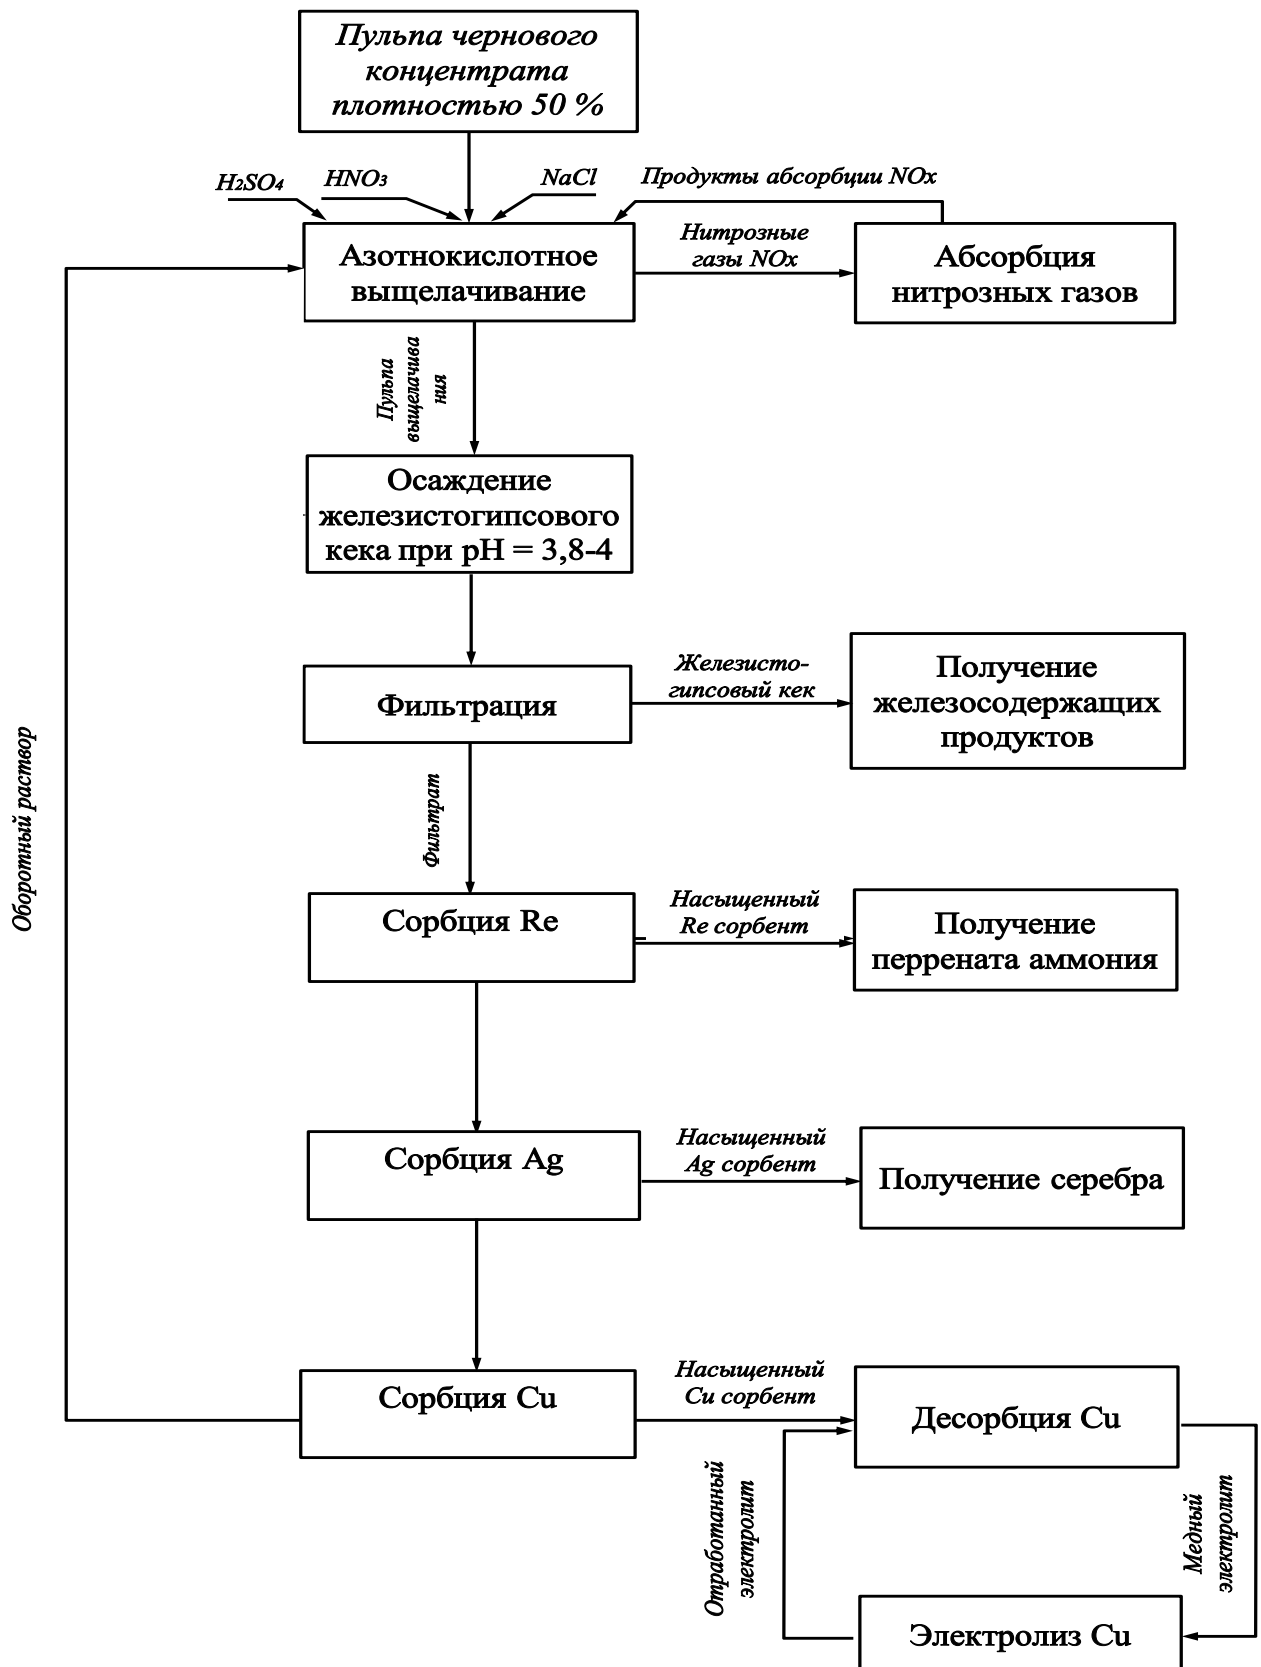 Пульпа чернового
концентрата
плотностью 50 %
H₂SO₄
HNO₃
NaCl
Продукты абсорбции NOx
Азотнокислотное
выщелачивание
Нитрозные
газы NOx
Абсорбция
нитрозных газов
Пульпа
выщелачива
ния
Осаждение
железистогипсового
кека при pH = 3,8-4
Фильтрация
Железисто-
гипсовый кек
Получение
железосодержащих
продуктов
Оборотный раствор
Фильтрат
Сорбция Re
Насыщенный
Re сорбент
Получение
перрената аммония
Сорбция Ag
Насыщенный
Ag сорбент
Получение серебра
Сорбция Cu
Насыщенный
Cu сорбент
Десорбция Cu
Отработанный
электролит
Медный
электролит
Электролиз Cu